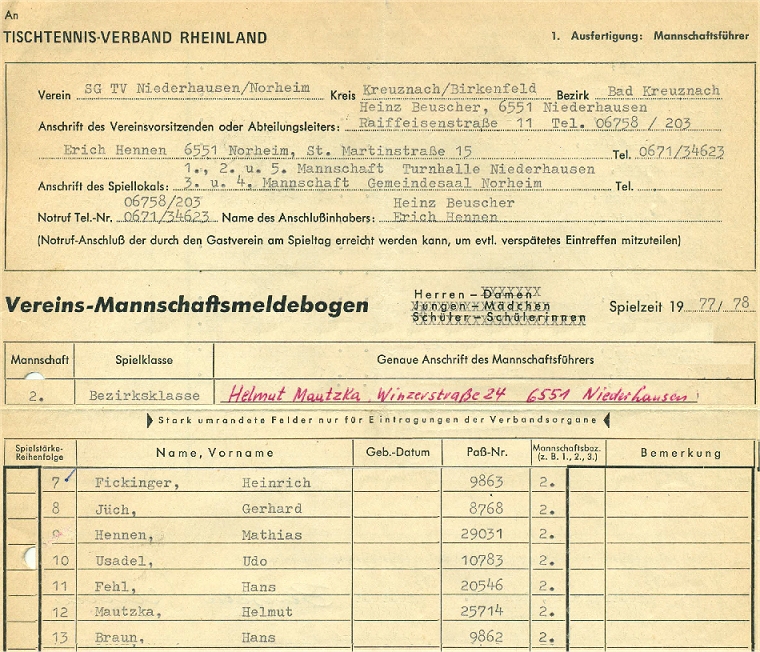 An
TISCHTENNIS-VERBAND RHEINLAND
1. Ausfertigung: Mannschaftsführer
Verein SG TV Niederhausen/Norheim Kreis Kreuznach/Birkenfeld Bezirk Bad Kreuznach
Heinz Beuscher, 6551 Niederhausen
Anschrift des Vereinsvorsitzenden oder Abteilungsleiters: Raiffeisenstraße 11 Tel. 06758 / 203
Erich Hennen 6551 Norheim, St. Martinstraße 15 Tel. 0671/34623
1., 2. u. 5. Mannschaft Turnhalle Niederhausen
Anschrift des Spiellokals: 3. u. 4. Mannschaft Gemeindesaal Norheim Tel.
06758/203 Heinz Beuscher
Notruf Tel.-Nr. 0671/34623 Name des Anschlußinhabers: Erich Hennen
(Notruf-Anschluß der durch den Gastverein am Spieltag erreicht werden kann, um evtl. verspätetes Eintreffen mitzuteilen)
Vereins-Mannschaftsmeldebogen
Herren – Damen
Jungen – Mädchen
Schüler – Schülerinnen
Spielzeit 19 77/ 78
Mannschaft Spielklasse Genaue Anschrift des Mannschaftsführers
2. Bezirksklasse Helmut Mautzka Winzerstraße 24 6551 Niederhausen
Stark umrandete Felder nur für Eintragungen der Verbandsorgane
Spielstärke-Reihenfolge Name, Vorname Geb.-Datum Paß-Nr. Mannschaftsbez. (z. B. 1., 2., 3.) Bemerkung
7 Fickinger, Heinrich 9863 2.
8 Jüch, Gerhard 8768 2.
9 Hennen, Mathias 29031 2.
10 Usadel, Udo 10783 2.
11 Fehl, Hans 20546 2.
12 Mautzka, Helmut 25714 2.
13 Braun, Hans 9862 2.